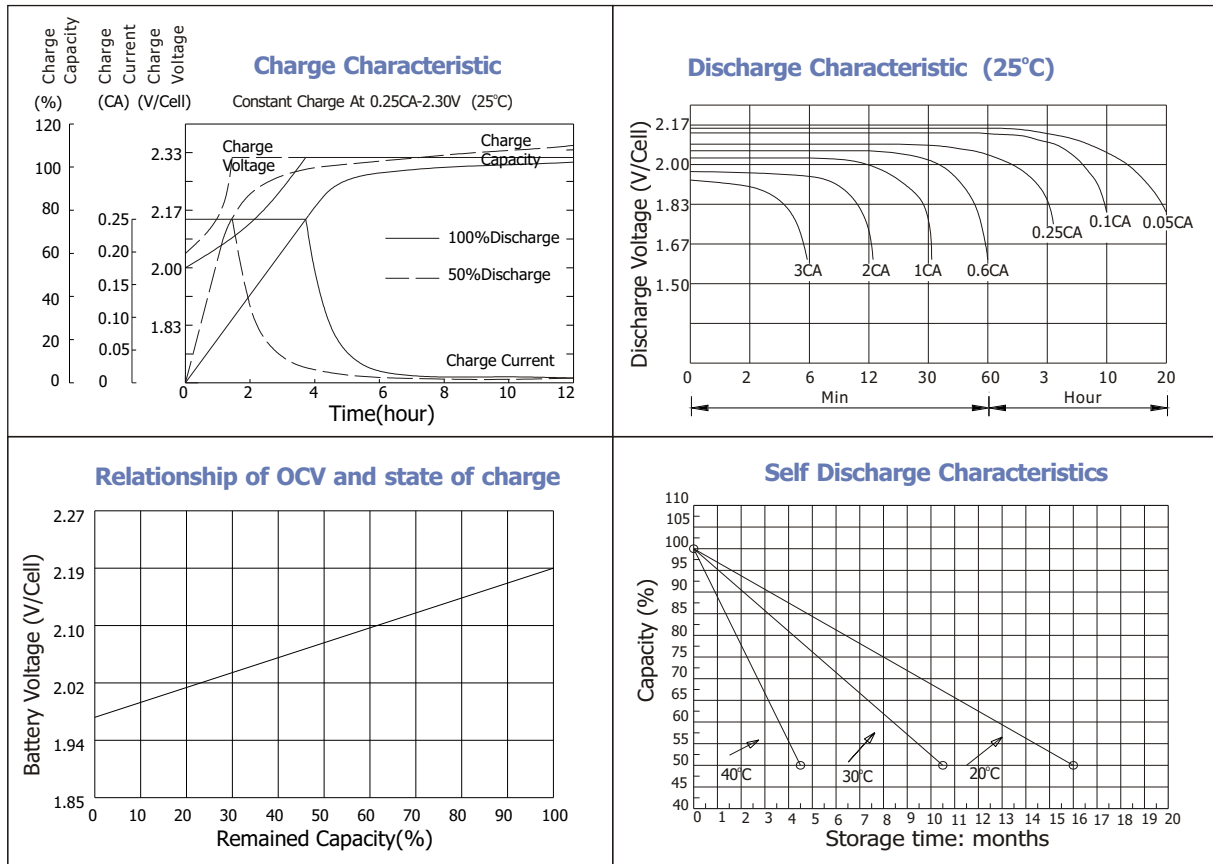 Charge Capacity
Charge Current
Charge Voltage
(%)
(CA)
(V/Cell)
Charge Characteristic
Constant Charge At 0.25CA-2.30V (25°C)
120
100
80
60
40
20
0
0.25
0.20
0.15
0.10
0.05
0
2.33
2.17
2.00
1.83
Charge Voltage
Charge Capacity
100%Discharge
50%Discharge
Charge Current
0 2 4 6 8 10 12
Time(hour)
Discharge Characteristic (25°C)
Discharge Voltage (V/Cell)
2.17
2.00
1.83
1.67
1.50
3CA 2CA 1CA 0.6CA 0.25CA 0.1CA 0.05CA
0 2 6 12 30 60 3 10 20
Min Hour
Relationship of OCV and state of charge
Battery Voltage (V/Cell)
2.27
2.19
2.10
2.02
1.94
1.85
0 10 20 30 40 50 60 70 80 90 100
Remained Capacity(%)
Self Discharge Characteristics
Capacity (%)
110
105
100
95
90
85
80
75
70
65
60
55
50
45
40
40°C 30°C 20°C
0 1 2 3 4 5 6 7 8 9 10 11 12 13 14 15 16 17 18 19 20
Storage time: months